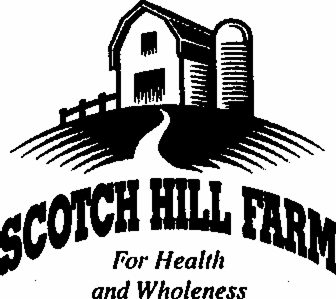 SCOTCH HILL FARM
For Health
and Wholeness